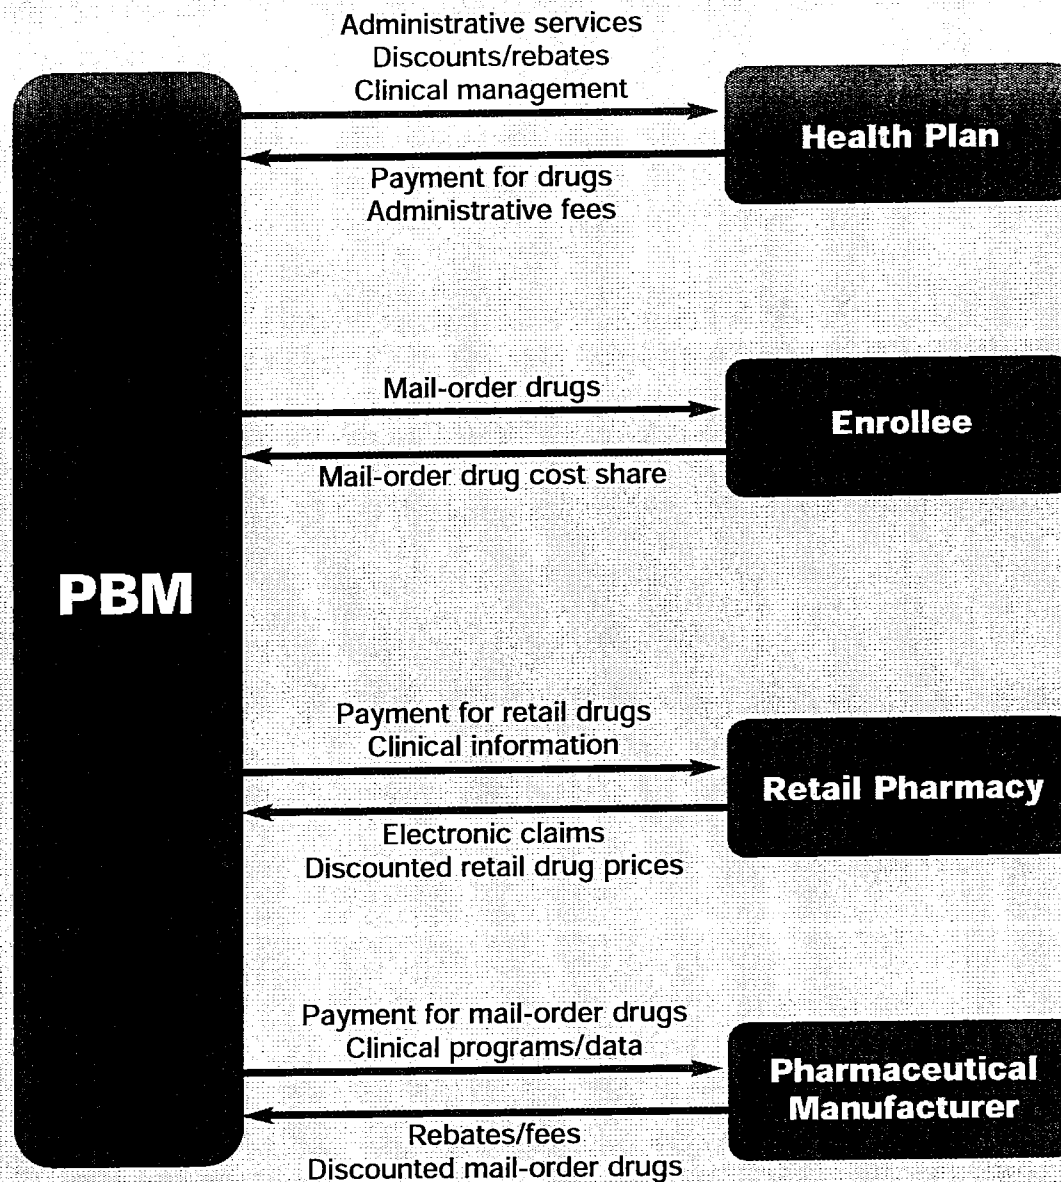 Administrative services
Discounts/rebates
Clinical management
Health Plan
Payment for drugs
Administrative fees
Mail-order drugs
Enrollee
Mail-order drug cost share
PBM
Payment for retail drugs
Clinical information
Retail Pharmacy
Electronic claims
Discounted retail drug prices
Payment for mail-order drugs
Clinical programs/data
Pharmaceutical
Manufacturer
Rebates/fees
Discounted mail-order drugs